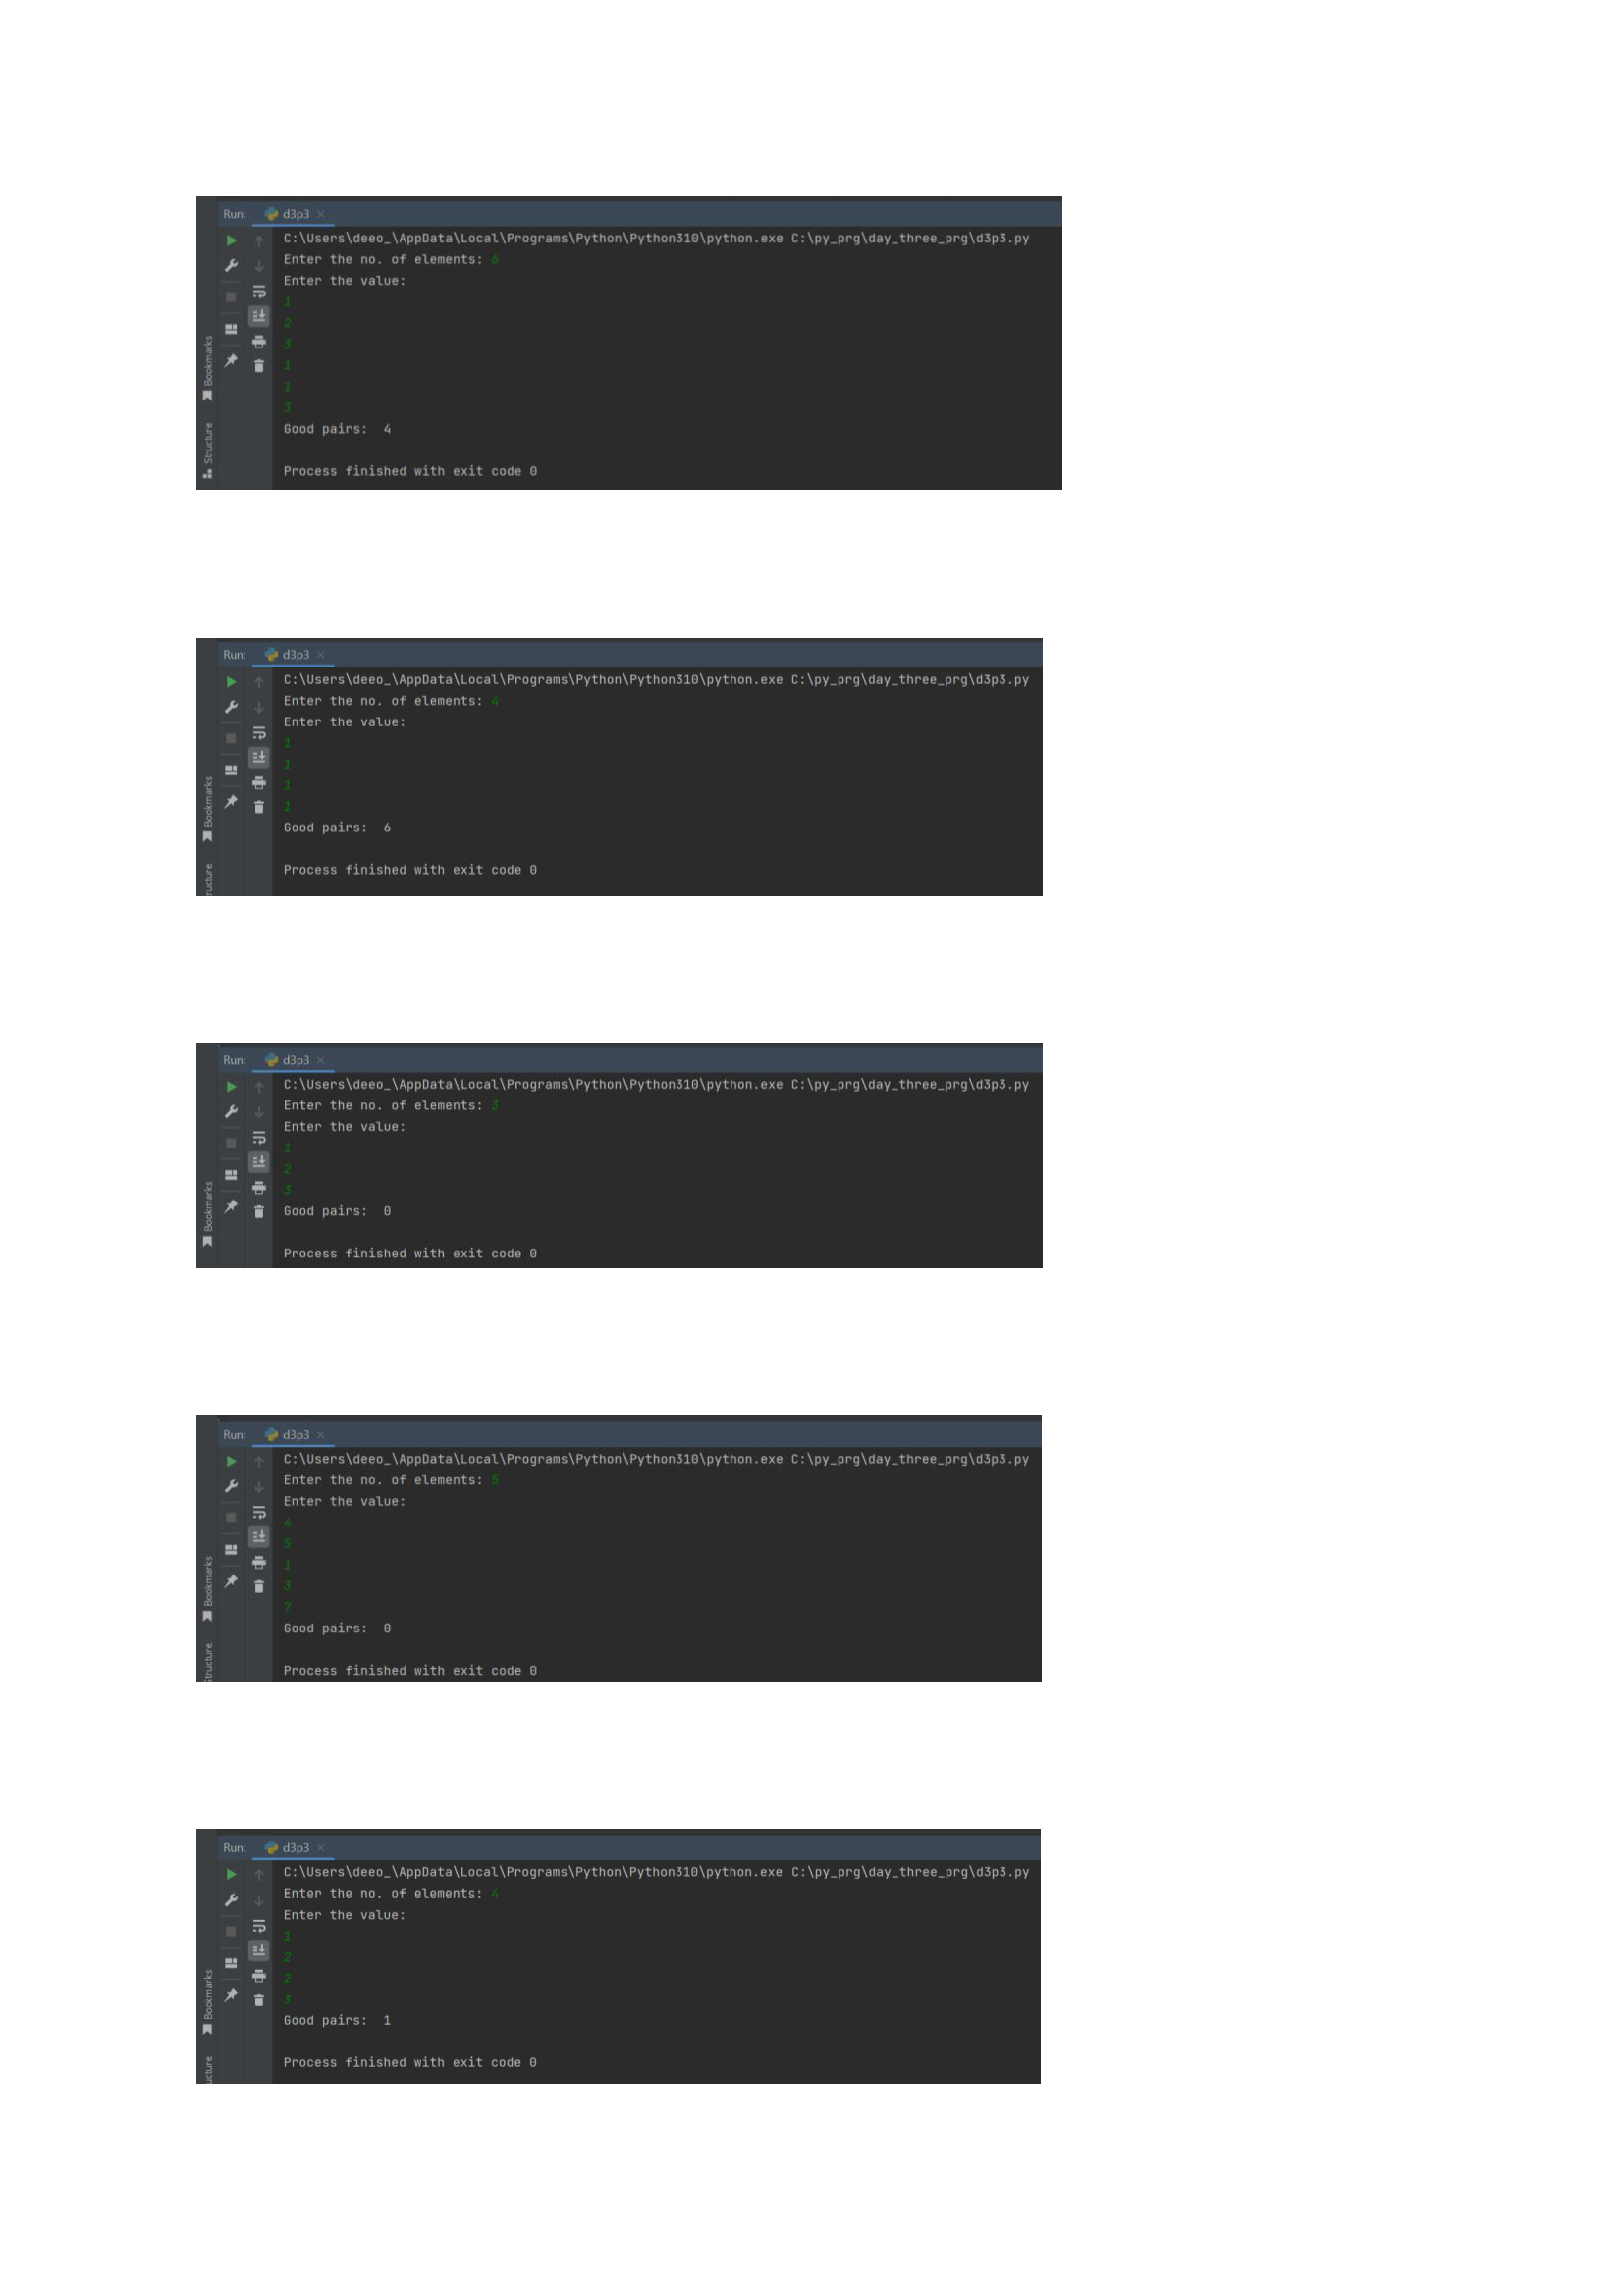 Run: d3p3
C:\Users\deeo_\AppData\Local\Programs\Python\Python310\python.exe C:\py_prg\day_three_prg\d3p3.py
Enter the no. of elements: 6
Enter the value:
1
2
3
1
1
3
Good pairs:  4
Process finished with exit code 0
Bookmarks
Structure
Run: d3p3
C:\Users\deeo_\AppData\Local\Programs\Python\Python310\python.exe C:\py_prg\day_three_prg\d3p3.py
Enter the no. of elements: 4
Enter the value:
1
1
1
1
Good pairs:  6
Process finished with exit code 0
Bookmarks
ructure
Run: d3p3
C:\Users\deeo_\AppData\Local\Programs\Python\Python310\python.exe C:\py_prg\day_three_prg\d3p3.py
Enter the no. of elements: 3
Enter the value:
1
2
3
Good pairs:  0
Process finished with exit code 0
Bookmarks
Run: d3p3
C:\Users\deeo_\AppData\Local\Programs\Python\Python310\python.exe C:\py_prg\day_three_prg\d3p3.py
Enter the no. of elements: 5
Enter the value:
4
5
1
3
7
Good pairs:  0
Process finished with exit code 0
Bookmarks
tructure
Run: d3p3
C:\Users\deeo_\AppData\Local\Programs\Python\Python310\python.exe C:\py_prg\day_three_prg\d3p3.py
Enter the no. of elements: 4
Enter the value:
1
2
2
3
Good pairs:  1
Process finished with exit code 0
Bookmarks
ucture